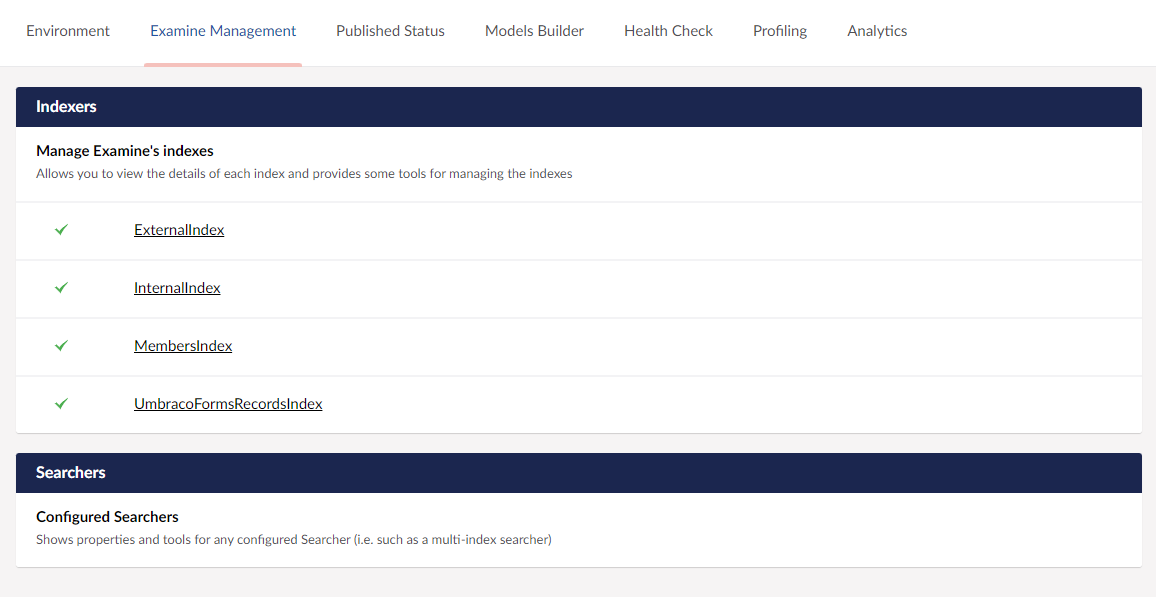 Environment Examine Management Published Status Models Builder Health Check Profiling Analytics
Indexers
Manage Examine's indexes
Allows you to view the details of each index and provides some tools for managing the indexes
ExternalIndex
InternalIndex
MembersIndex
UmbracoFormsRecordsIndex
Searchers
Configured Searchers
Shows properties and tools for any configured Searcher (i.e. such as a multi-index searcher)